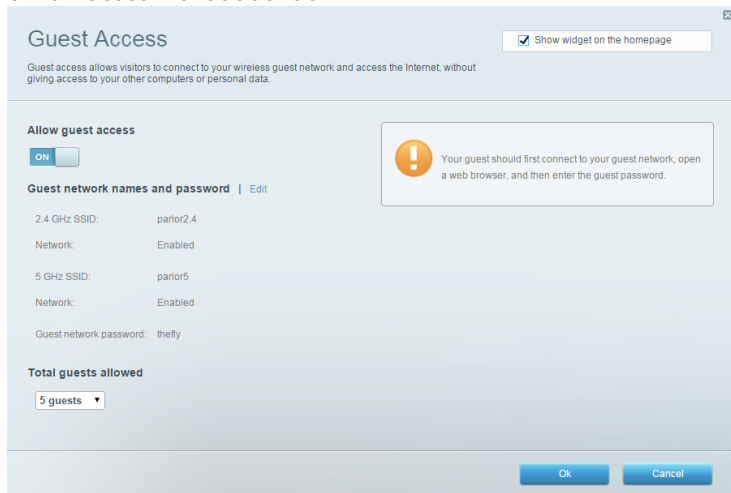 Guest Access
Show widget on the homepage
Guest access allows visitors to connect to your wireless guest network and access the Internet, without
giving access to your other computers or personal data.
Allow guest access
ON
Your guest should first connect to your guest network, open
a web browser, and then enter the guest password.
Guest network names and password | Edit
2.4 GHz SSID: parlor2.4
Network: Enabled
5 GHz SSID: parlor5
Network: Enabled
Guest network password: thefly
Total guests allowed
5 guests
Ok Cancel